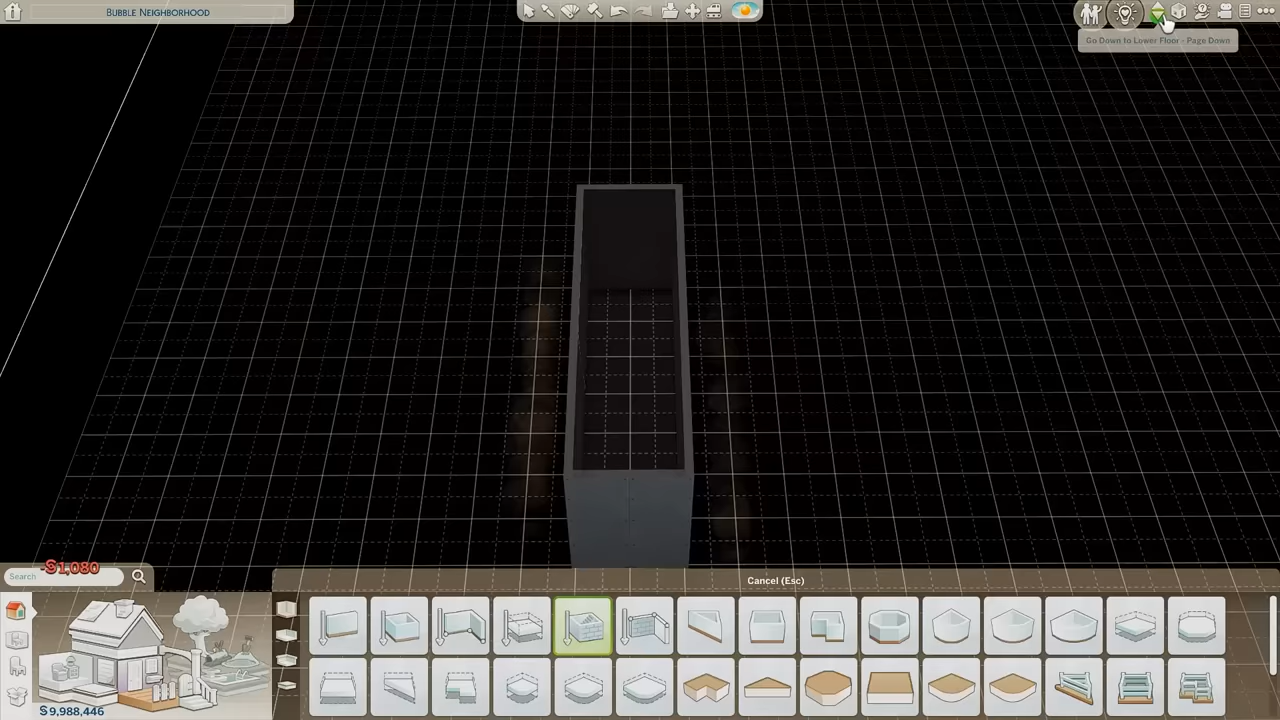 BUBBLE NEIGHBORHOOD
Go Down to Lower Floor - Page Down
-§1,080
Search
Cancel (Esc)
§9,988,446